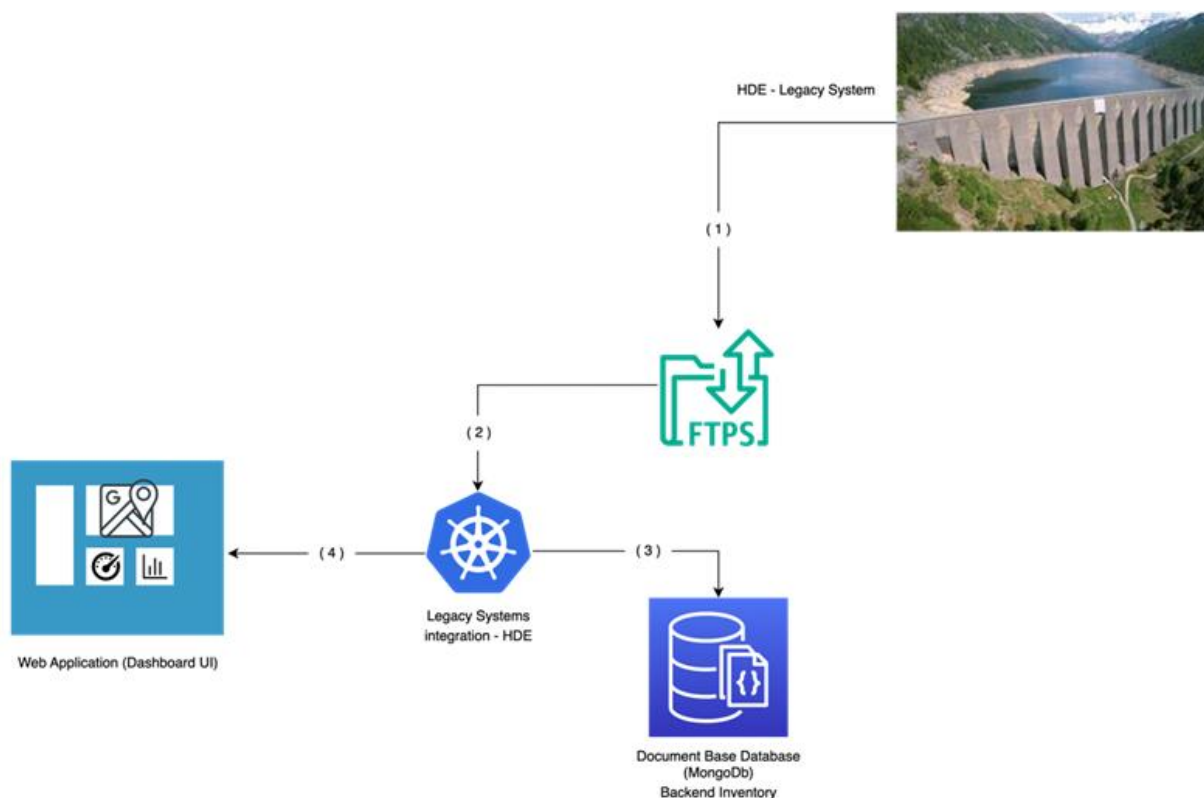 HDE - Legacy System
( 1 )
FTPS
( 2 )
G
( 4 )
( 3 )
{ }
Legacy Systems
integration - HDE
Web Application (Dashboard UI)
Document Base Database
(MongoDb)
Backend Inventory